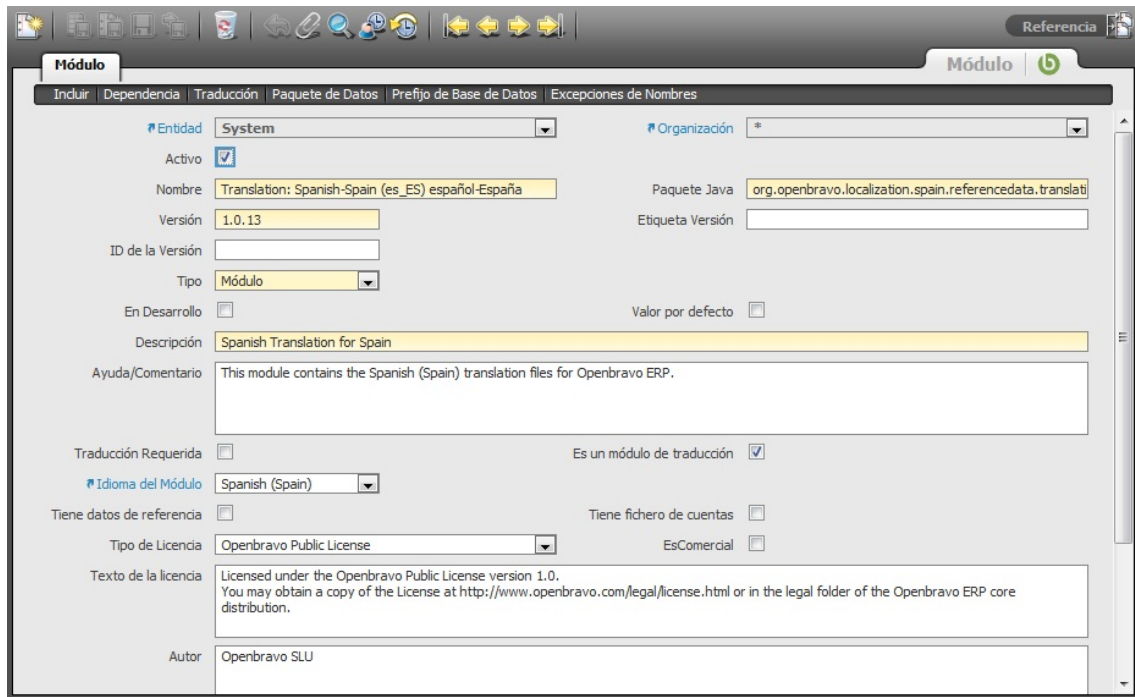 Referencia
Módulo
Módulo
Incluir | Dependencia | Traducción | Paquete de Datos | Prefijo de Base de Datos | Excepciones de Nombres
Entidad System Organización *
Activo
Nombre Translation: Spanish-Spain (es_ES) español-España Paquete Java org.openbravo.localization.spain.referencedata.translati
Versión 1.0.13 Etiqueta Versión
ID de la Versión
Tipo Módulo
En Desarrollo Valor por defecto
Descripción Spanish Translation for Spain
Ayuda/Comentario This module contains the Spanish (Spain) translation files for Openbravo ERP.
Traducción Requerida Es un módulo de traducción
Idioma del Módulo Spanish (Spain)
Tiene datos de referencia Tiene fichero de cuentas
Tipo de Licencia Openbravo Public License EsComercial
Texto de la licencia Licensed under the Openbravo Public License version 1.0.
You may obtain a copy of the License at http://www.openbravo.com/legal/license.html or in the legal folder of the Openbravo ERP core
distribution.
Autor Openbravo SLU